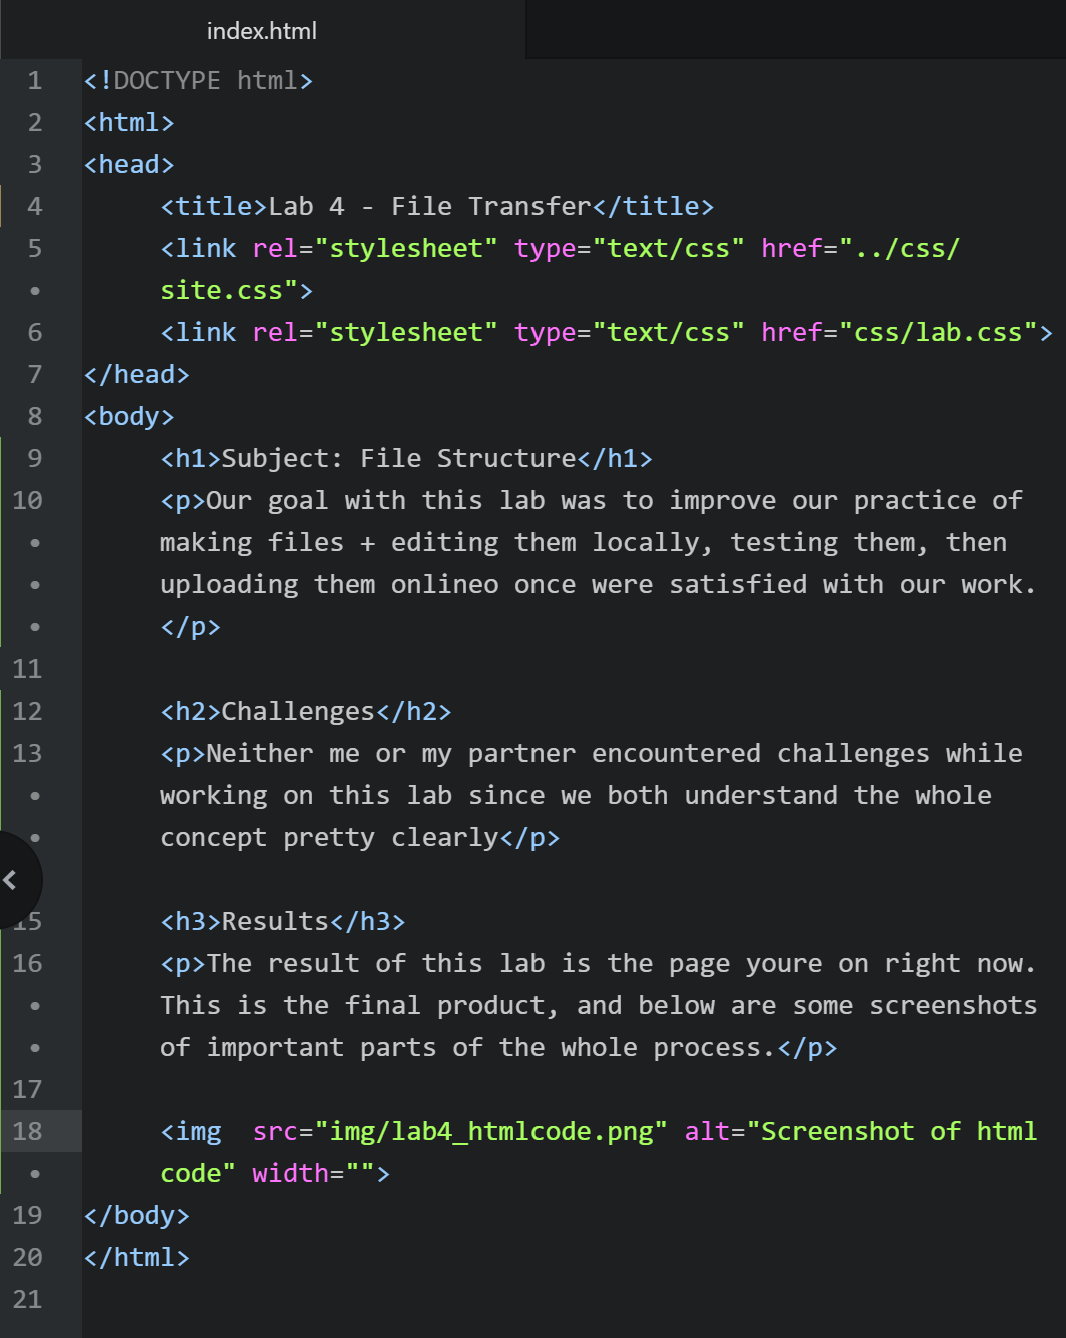 index.html
1 <!DOCTYPE html>
2 <html>
3 <head>
4 <title>Lab 4 - File Transfer</title>
5 <link rel="stylesheet" type="text/css" href="../css/
• site.css">
6 <link rel="stylesheet" type="text/css" href="css/lab.css">
7 </head>
8 <body>
9 <h1>Subject: File Structure</h1>
10 <p>Our goal with this lab was to improve our practice of
• making files + editing them locally, testing them, then
• uploading them onlineo once were satisfied with our work.
• </p>
11
12 <h2>Challenges</h2>
13 <p>Neither me or my partner encountered challenges while
• working on this lab since we both understand the whole
• concept pretty clearly</p>
15 <h3>Results</h3>
16 <p>The result of this lab is the page youre on right now.
• This is the final product, and below are some screenshots
• of important parts of the whole process.</p>
17
18 <img  src="img/lab4_htmlcode.png" alt="Screenshot of html
• code" width="">
19 </body>
20 </html>
21